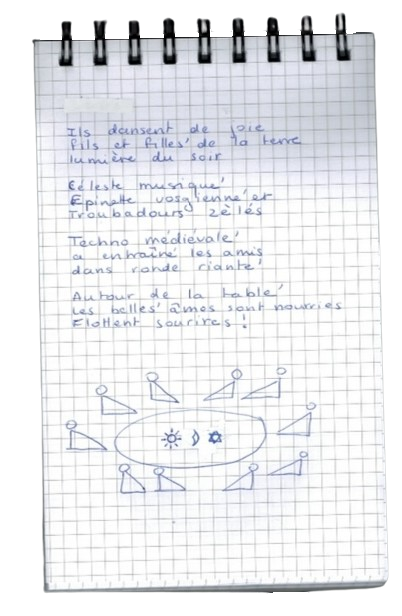 Ils dansent de joie
fils et filles de la terre
lumière du soir
Céleste musique
Epinette vosgienne et
Troubadours zèlés
Techno médiévale
a entraîné les amis
dans ronde riante
Autour de la table
Les belles âmes sont nourries
Flottent sourires !